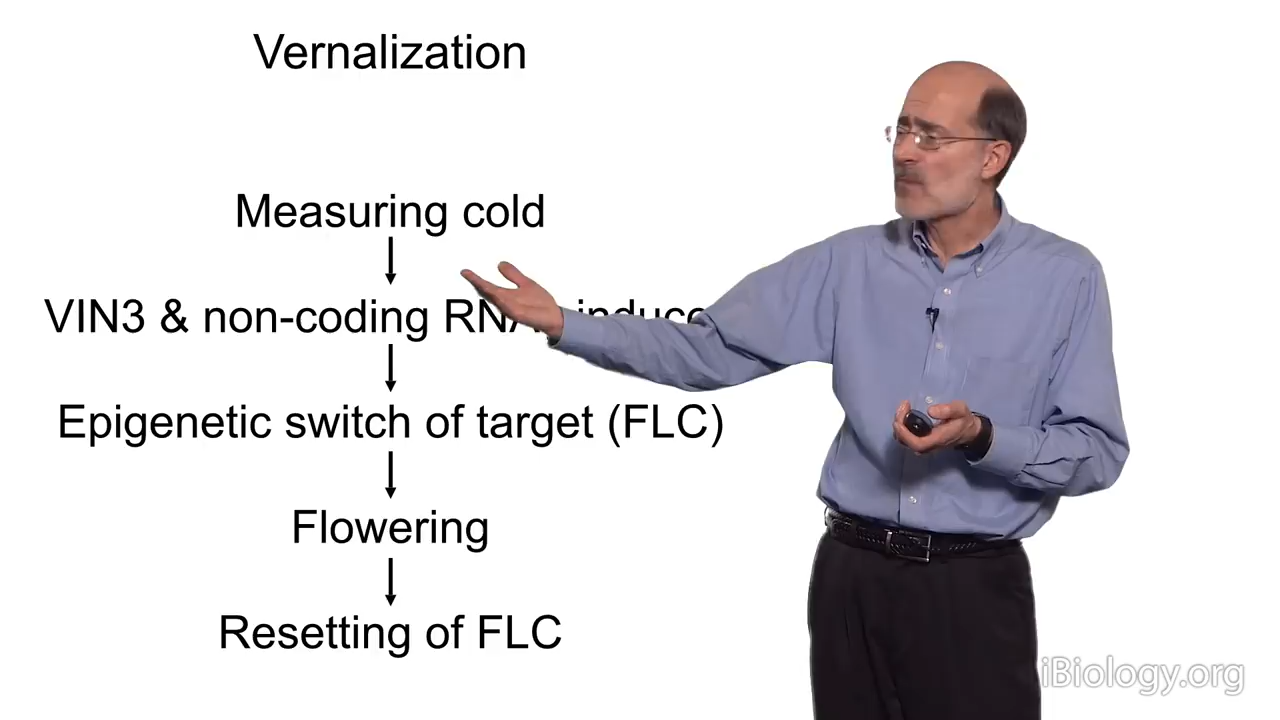 Vernalization
Measuring cold
VIN3 & non-coding
Epigenetic switch of target (FLC)
Flowering
Resetting of FLC
iBiology.org